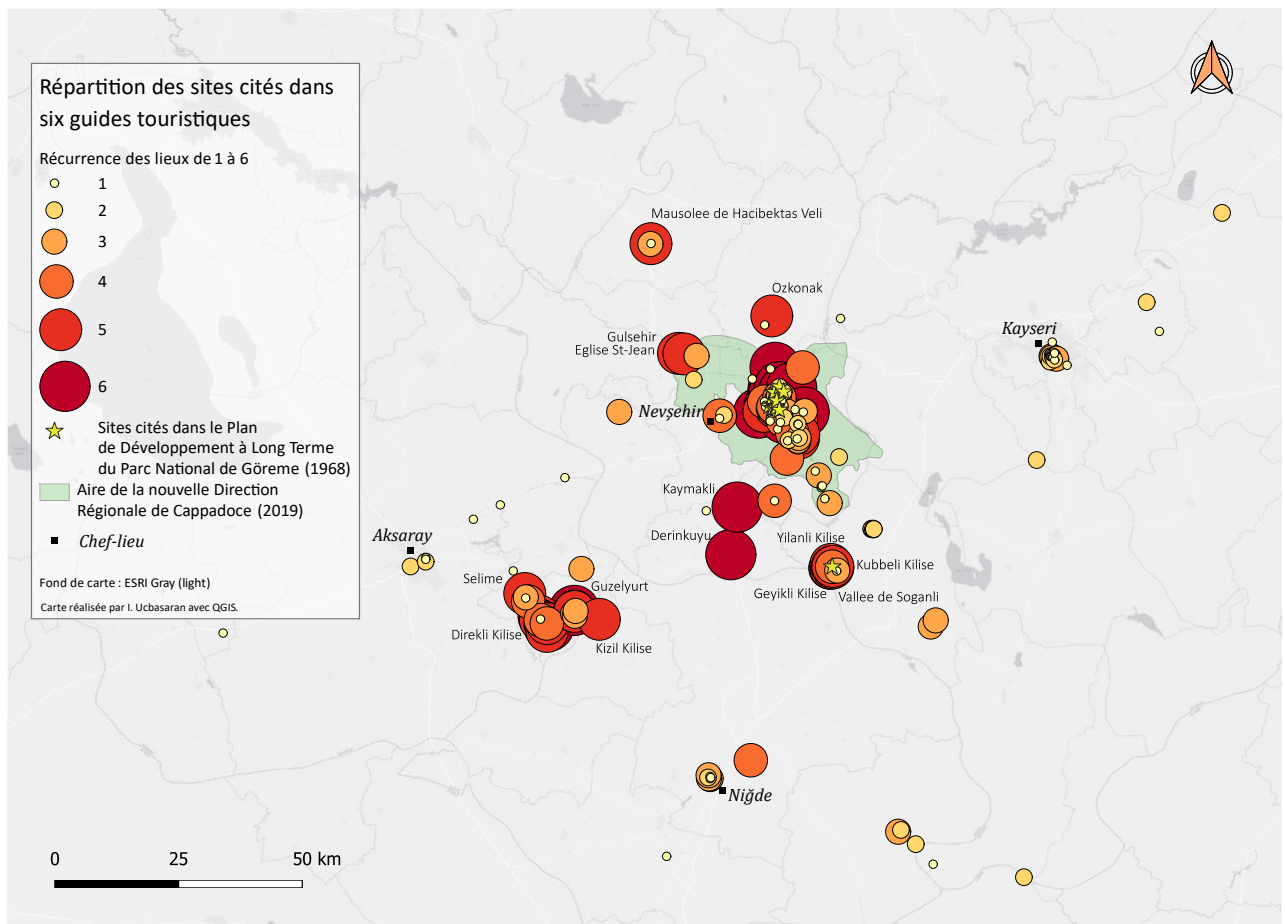 Répartition des sites cités dans
six guides touristiques
Récurrence des lieux de 1 à 6
1
2
3
4
5
6
Sites cités dans le Plan
de Développement à Long Terme
du Parc National de Göreme (1968)
Aire de la nouvelle Direction
Régionale de Cappadoce (2019)
Chef-lieu
Fond de carte : ESRI Gray (light)
Carte réalisée par I. Ucbasaran avec QGIS.
Mausolee de Hacibektas Veli
Ozkonak
Gulsehir
Eglise St-Jean
Kayseri
Nevşehir
Kaymakli
Derinkuyu
Yilanli Kilise
Kubbeli Kilise
Geyikli Kilise
Vallee de Soganli
Aksaray
Selime
Guzelyurt
Direkli Kilise
Kizil Kilise
Niğde
0 25 50 km